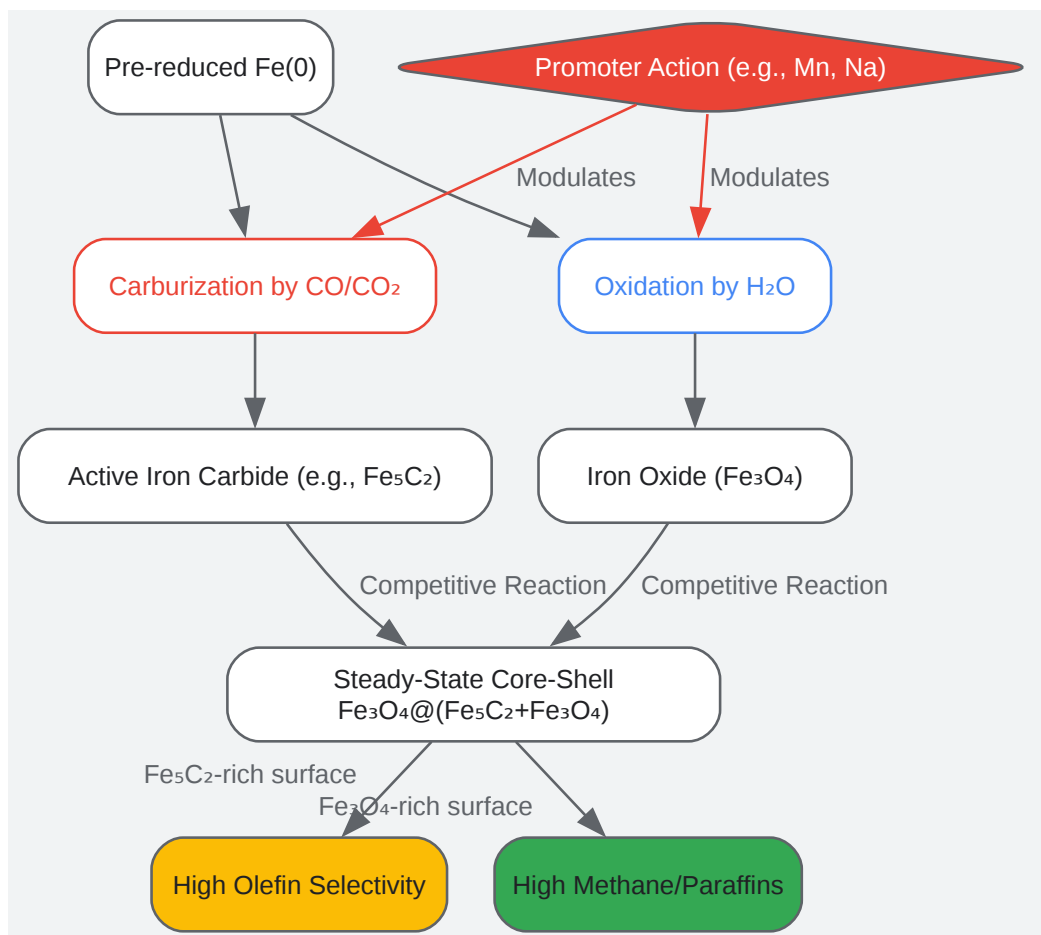 Pre-reduced Fe(0)
Promoter Action (e.g., Mn, Na)
Modulates
Modulates
Carburization by CO/CO₂
Oxidation by H₂O
Active Iron Carbide (e.g., Fe₅C₂)
Iron Oxide (Fe₃O₄)
Competitive Reaction
Competitive Reaction
Steady-State Core-Shell
Fe₃O₄@(Fe₅C₂+Fe₃O₄)
Fe₅C₂-rich surface
Fe₃O₄-rich surface
High Olefin Selectivity
High Methane/Paraffins